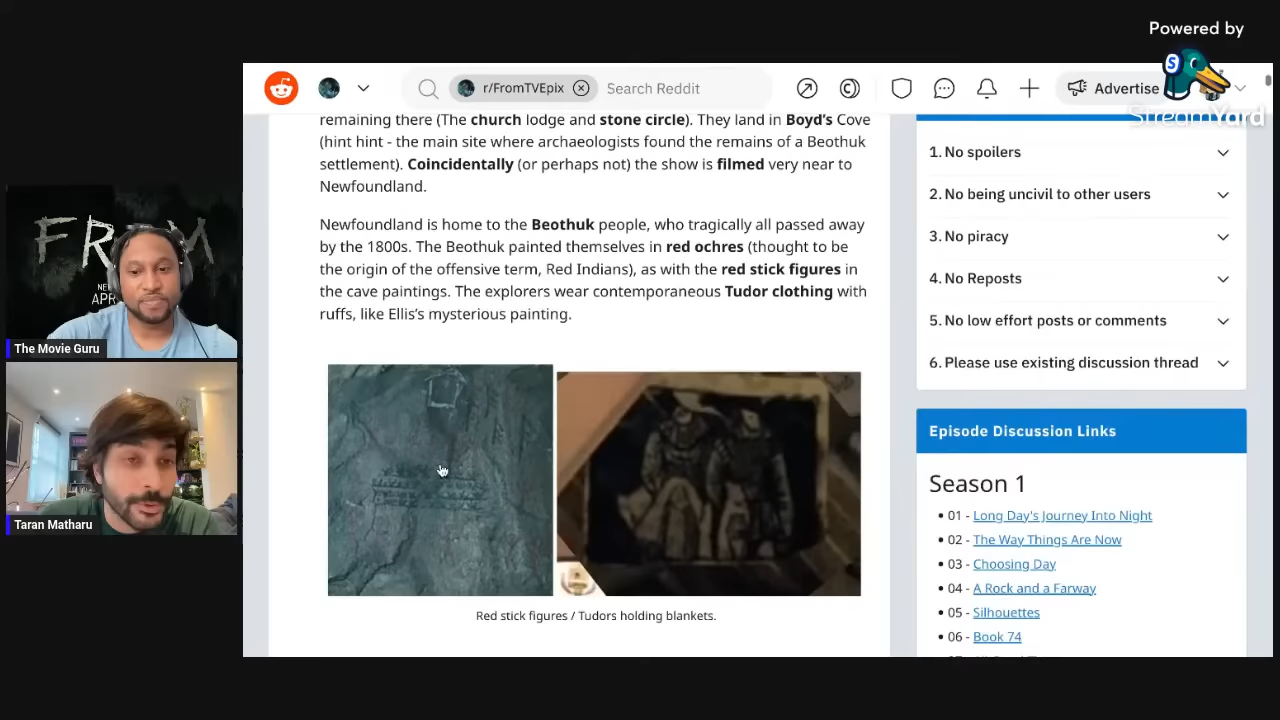 Powered by
StreamYard
r/FromTVEpix
Search Reddit
Advertise
remaining there (The church lodge and stone circle). They land in Boyd's Cove
(hint hint - the main site where archaeologists found the remains of a Beothuk
settlement). Coincidentally (or perhaps not) the show is filmed very near to
Newfoundland.
Newfoundland is home to the Beothuk people, who tragically all passed away
by the 1800s. The Beothuk painted themselves in red ochres (thought to be
the origin of the offensive term, Red Indians), as with the red stick figures in
the cave paintings. The explorers wear contemporaneous Tudor clothing with
ruffs, like Ellis's mysterious painting.
Red stick figures / Tudors holding blankets.
1. No spoilers
2. No being uncivil to other users
3. No piracy
4. No Reposts
5. No low effort posts or comments
6. Please use existing discussion thread
Episode Discussion Links
Season 1
• 01 - Long Day's Journey Into Night
• 02 - The Way Things Are Now
• 03 - Choosing Day
• 04 - A Rock and a Farway
• 05 - Silhouettes
• 06 - Book 74
FROM
APR
The Movie Guru
Taran Matharu